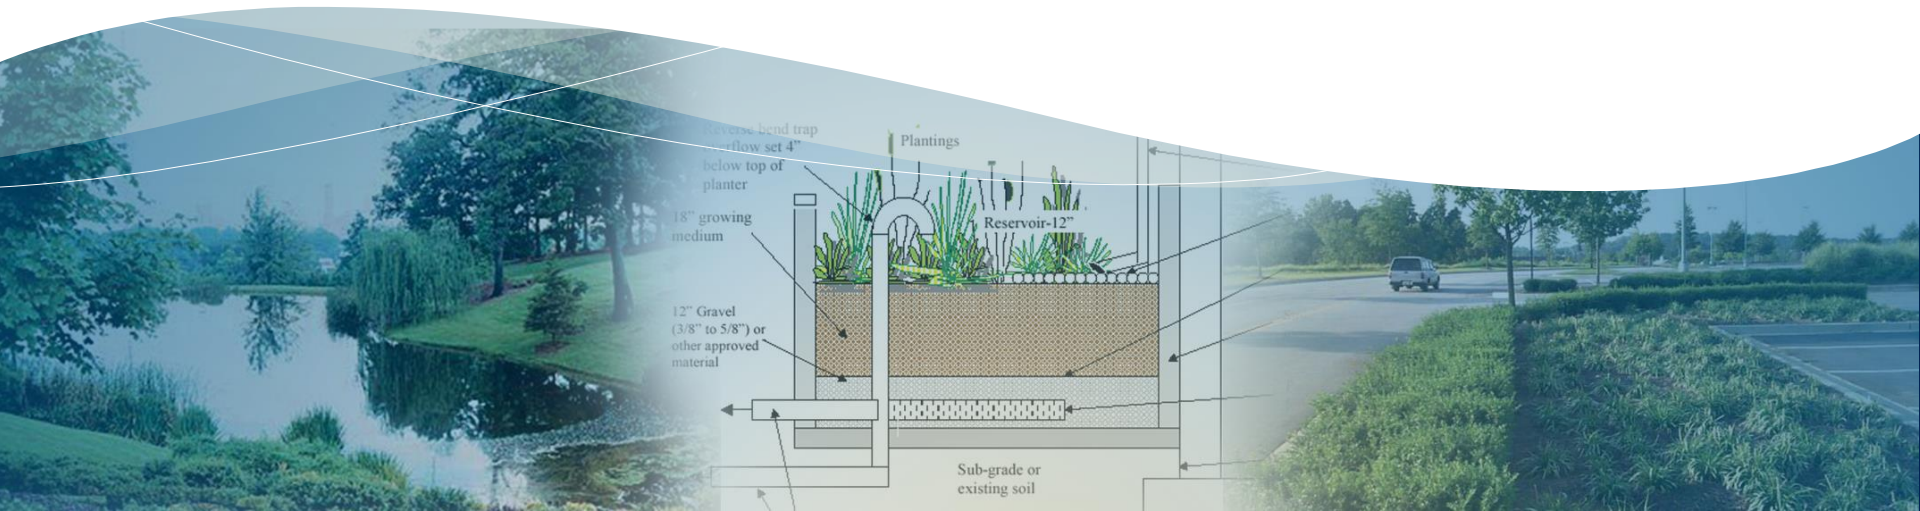 Reverse bend trap
overflow set 4”
below top of
planter
Plantings
18” growing
medium
Reservoir-12”
12” Gravel
(3/8” to 5/8”) or
other approved
material
Sub-grade or
existing soil